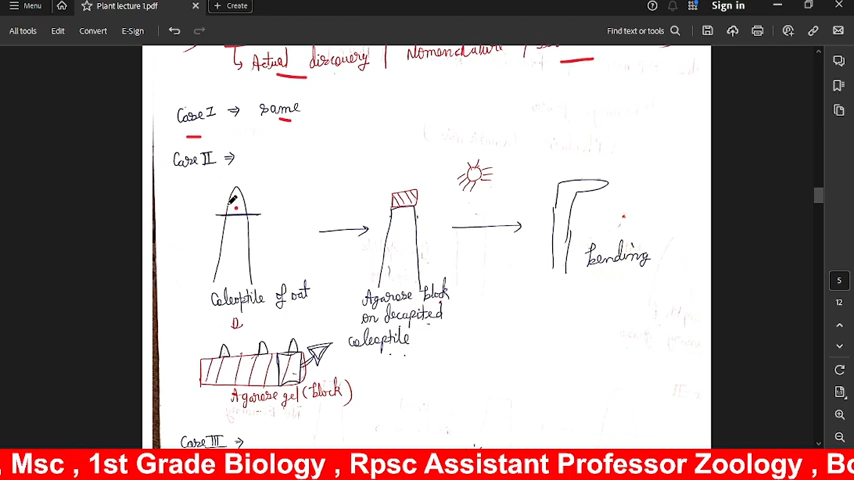 Menu
Plant lecture 1.pdf
Create
Sign in
All tools
Edit
Convert
E-Sign
Find text or tools
Actual discovery | Nomenclature |
Case I ⇒ same
Case II ⇒
Coleoptile of oat
Agarose block
on decapited
coleoptile
bending
Agarose gel (block)
Case III ⇒
5
12
, Msc , 1st Grade Biology , Rpsc Assistant Professor Zoology , Bo